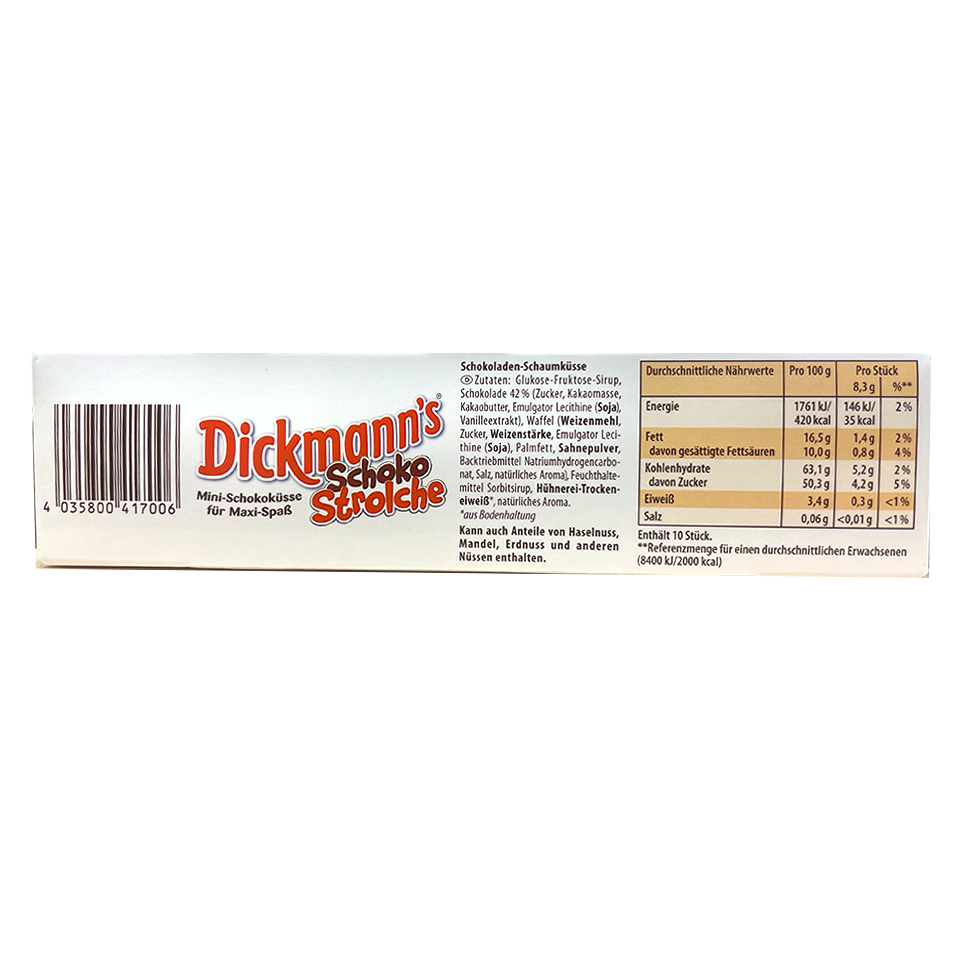 4 035800 417006
Dickmann's®
Schoko
Strolche
Mini-Schokoküsse
für Maxi-Spaß
Schokoladen-Schaumküsse
Ⓓ Zutaten: Glukose-Fruktose-Sirup,
Schokolade 42 % (Zucker, Kakaomasse,
Kakaobutter, Emulgator Lecithine (Soja),
Vanilleextrakt), Waffel (Weizenmehl,
Zucker, Weizenstärke, Emulgator Leci-
thine (Soja), Palmfett, Sahnepulver,
Backtriebmittel Natriumhydrogencarbo-
nat, Salz, natürliches Aroma), Feuchthalte-
mittel Sorbitsirup, Hühnerei-Trocken-
eiweiß*, natürliches Aroma.
*aus Bodenhaltung
Kann auch Anteile von Haselnuss,
Mandel, Erdnuss und anderen
Nüssen enthalten.
Durchschnittliche Nährwerte Pro 100 g Pro Stück
8,3 g %**
Energie 1761 kJ/ 146 kJ/ 2 %
420 kcal 35 kcal
Fett 16,5 g 1,4 g 2 %
davon gesättigte Fettsäuren 10,0 g 0,8 g 4 %
Kohlenhydrate 63,1 g 5,2 g 2 %
davon Zucker 50,3 g 4,2 g 5 %
Eiweiß 3,4 g 0,3 g <1 %
Salz 0,06 g <0,01 g <1 %
Enthält 10 Stück.
**Referenzmenge für einen durchschnittlichen Erwachsenen
(8400 kJ/2000 kcal)